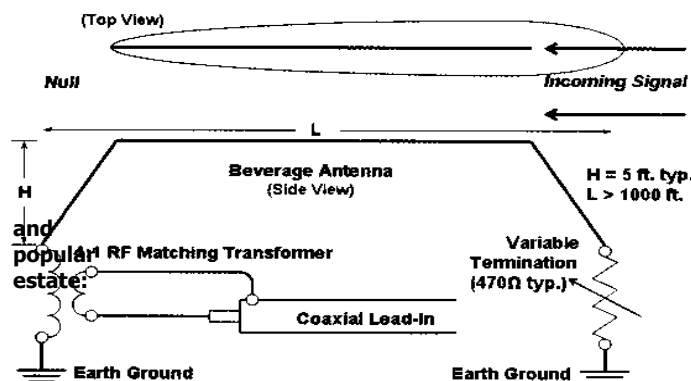 (Top View)
Null
Incoming Signal
L
H
Beverage Antenna
(Side View)
H = 5 ft. typ.
L > 1000 ft.
and
popular
estate:
:1 RF Matching Transformer
Variable
Termination
(470Ω typ.)
Coaxial Lead-In
Earth Ground
Earth Ground